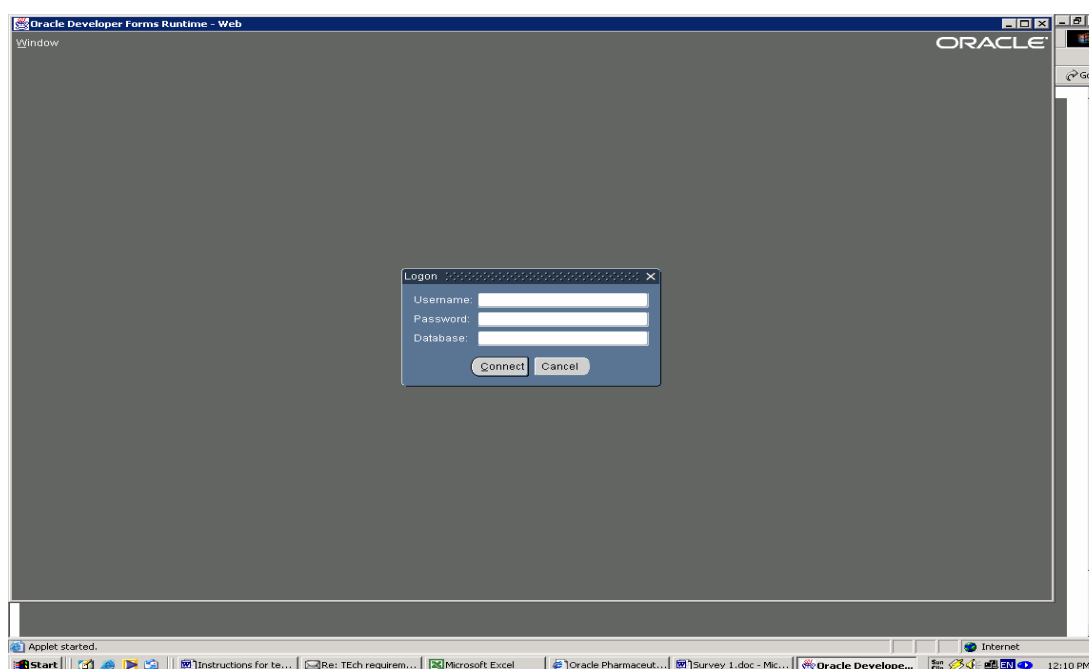 Oracle Developer Forms Runtime - Web
Window
ORACLE
Logon
Username:
Password:
Database:
Connect Cancel
Applet started.
Internet
Start Instructions for te... Re: TEch requirem... Microsoft Excel Oracle Pharmaceut... Survey 1.doc - Mic... Oracle Develope... EN 12:10 PM